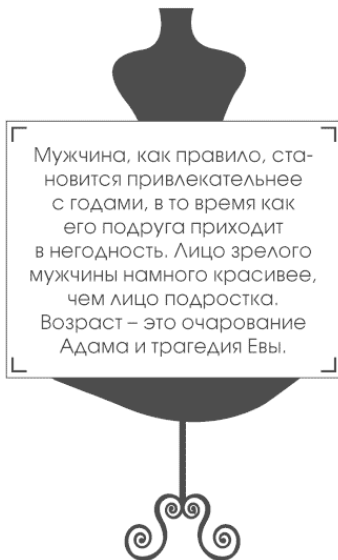 Мужчина, как правило, ста-
новится привлекательнее
с годами, в то время как
его подруга приходит
в негодность. Лицо зрелого
мужчины намного красивее,
чем лицо подростка.
Возраст – это очарование
Адама и трагедия Евы.